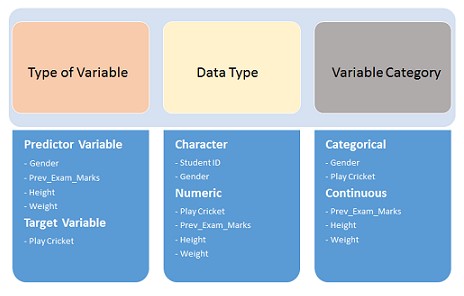 Type of Variable
Data Type
Variable Category
Predictor Variable
- Gender
- Prev_Exam_Marks
- Height
- Weight
Target Variable
- Play Cricket
Character
- Student ID
- Gender
Numeric
- Play Cricket
- Prev_Exam_Marks
- Height
- Weight
Categorical
- Gender
- Play Cricket
Continuous
- Prev_Exam_Marks
- Height
- Weight